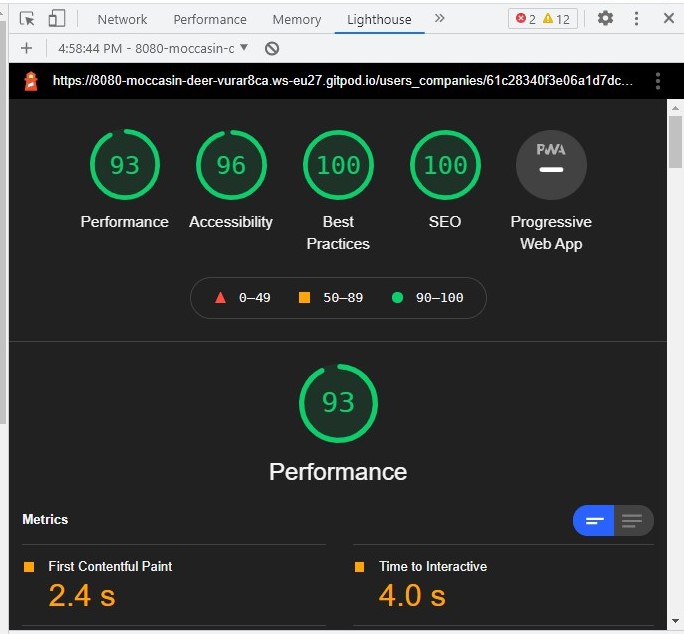 Network Performance Memory Lighthouse » 2 12
4:58:44 PM - 8080-moccasin-c
https://8080-moccasin-deer-vurar8ca.ws-eu27.gitpod.io/users_companies/61c28340f3e06a1d7dc...
93 96 100 100 PWA
Performance Accessibility Best Practices SEO Progressive Web App
0–49 50–89 90–100
93
Performance
Metrics
First Contentful Paint Time to Interactive
2.4 s 4.0 s